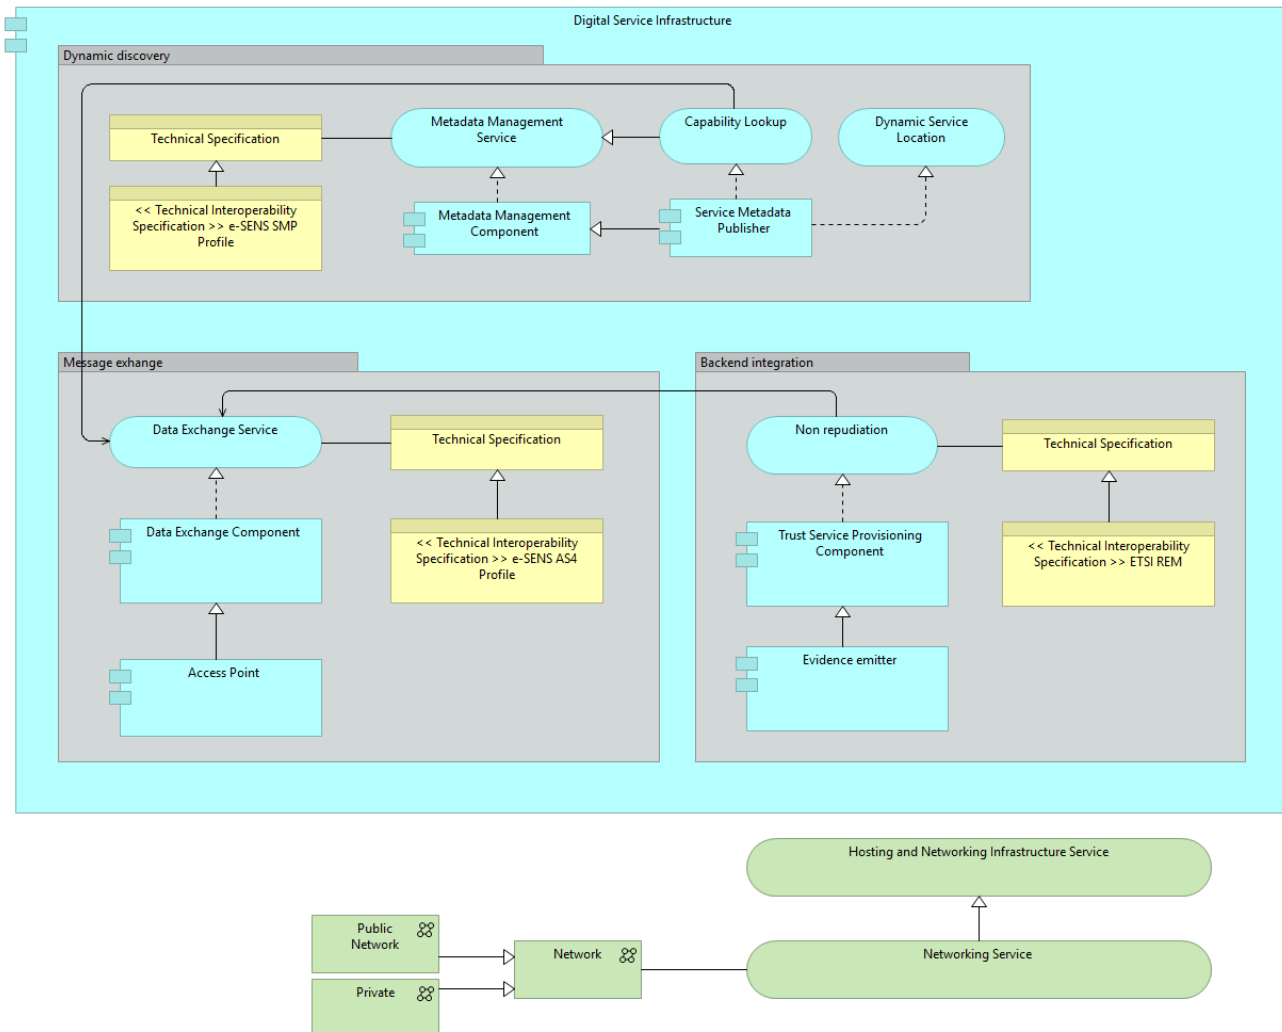 Digital Service Infrastructure
Dynamic discovery
Technical Specification
Metadata Management
Service
Capability Lookup
Dynamic Service
Location
<< Technical Interoperability
Specification >> e-SENS SMP
Profile
Metadata Management
Component
Service Metadata
Publisher
Message exhange
Data Exchange Service
Technical Specification
Data Exchange Component
<< Technical Interoperability
Specification >> e-SENS AS4
Profile
Access Point
Backend integration
Non repudiation
Technical Specification
Trust Service Provisioning
Component
<< Technical Interoperability
Specification >> ETSI REM
Evidence emitter
Hosting and Networking Infrastructure Service
Public
Network
Network
Networking Service
Private